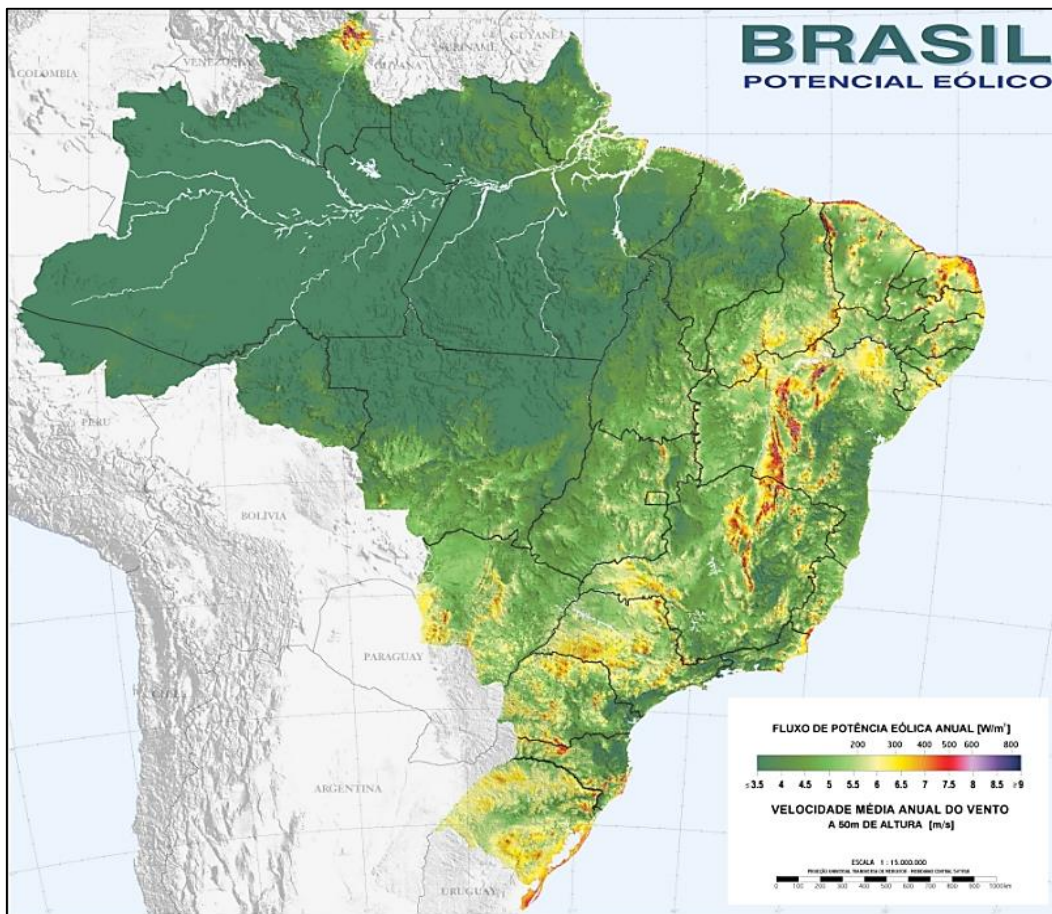 BRASIL
POTENCIAL EÓLICO
COLOMBIA
VENEZUELA
GUYANA
SURINAME
GUYANE
PERU
BOLÍVIA
PARAGUAY
CHILE
ARGENTINA
URUGUAY
FLUXO DE POTÊNCIA EÓLICA ANUAL [W/m²]
200 300 400 500 600 800
≤3.5 4 4.5 5 5.5 6 6.5 7 7.5 8 8.5 ≥9
VELOCIDADE MÉDIA ANUAL DO VENTO
A 50m DE ALTURA [m/s]
ESCALA 1 : 15.000.000
0 100 200 300 400 500 600 700 800 900 1000km